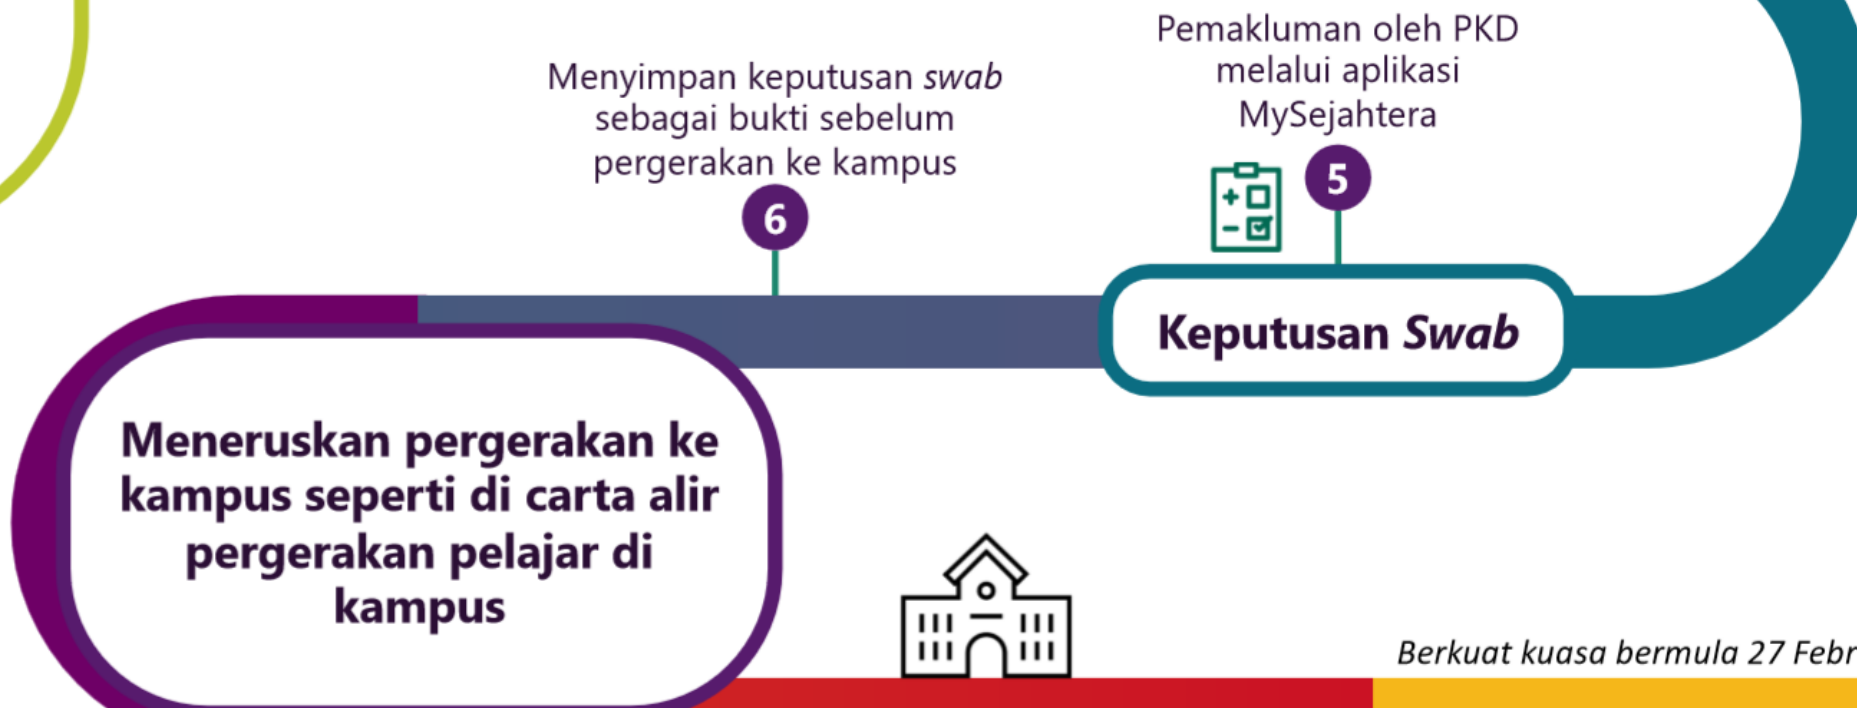 Pemakluman oleh PKD
melalui aplikasi
MySejahtera
5
Keputusan Swab
Menyimpan keputusan swab
sebagai bukti sebelum
pergerakan ke kampus
6
Meneruskan pergerakan ke
kampus seperti di carta alir
pergerakan pelajar di
kampus
Berkuat kuasa bermula 27 Febr